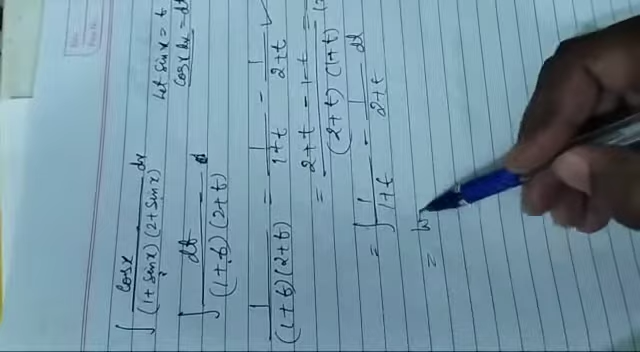 ∫ cosx / (1 + sinx)(2 + sinx) dx
Let sinx = t
cosx dx = dt
∫ dt / (1 + t)(2 + t)
1 / (1 + t)(2 + t) = 1 / 1+t - 1 / 2+t
= 2+t - 1 - t / (2+t)(1+t) =
= ∫ 1 / 1+t - 1 / 2+t dt
=